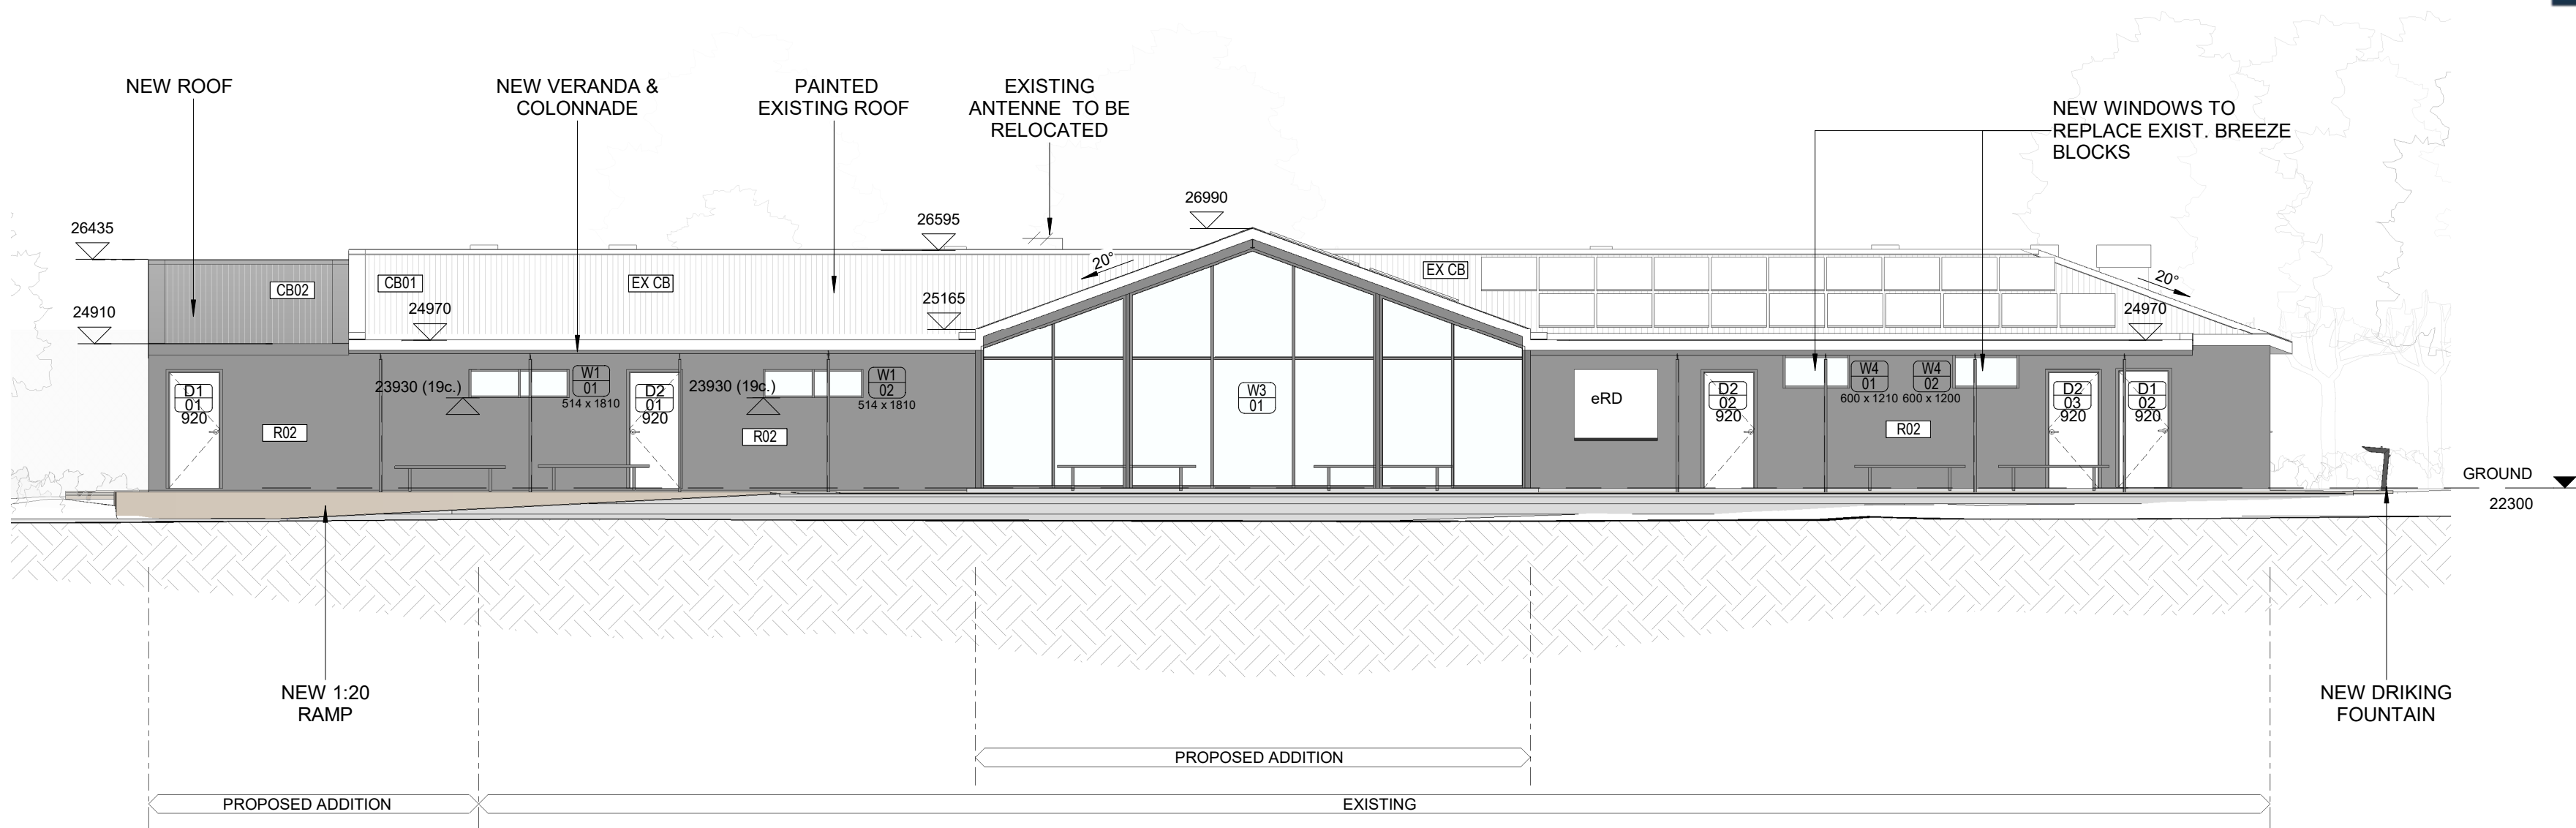 NEW ROOF
NEW VERANDA &
COLONNADE
PAINTED
EXISTING ROOF
EXISTING
ANTENNE TO BE
RELOCATED
NEW WINDOWS TO
REPLACE EXIST. BREEZE
BLOCKS
26435
26595
26990
24910
24970
25165
24970
20°
20°
CB02
CB01
EX CB
EX CB
D1
01
920
R02
23930 (19c.)
W1
01
514 x 1810
D2
01
920
23930 (19c.)
R02
W1
02
514 x 1810
W3
01
eRD
D2
02
920
W4
01
600 x 1210
W4
02
600 x 1200
R02
D2
03
920
D1
02
920
GROUND
22300
NEW 1:20
RAMP
NEW DRIKING
FOUNTAIN
PROPOSED ADDITION
PROPOSED ADDITION
EXISTING